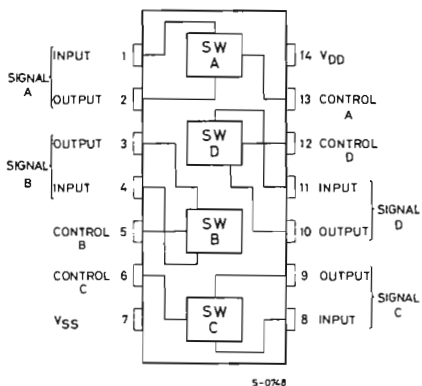 INPUT 1 SW A 14 VDD
SIGNAL A
OUTPUT 2 13 CONTROL A
OUTPUT 3 SW D 12 CONTROL D
SIGNAL B
INPUT 4 11 INPUT
SIGNAL D
CONTROL B 5 SW B 10 OUTPUT
CONTROL C 6 9 OUTPUT
SIGNAL C
VSS 7 SW C 8 INPUT
S-0748